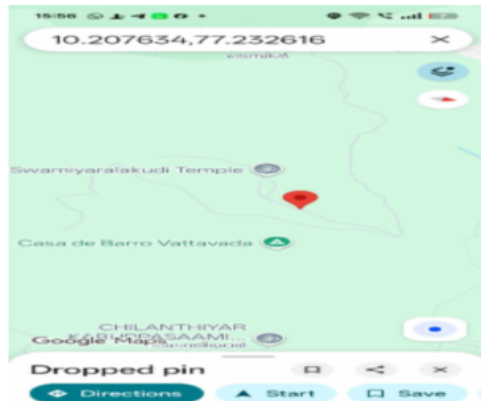 15:56
10.207634,77.232616
Swamiyaralakudi Temple
Casa de Barro Vattavada
CHILANTHIYAR
KARUPPASAAMI...
Google Maps
Dropped pin
Directions
Start
Save